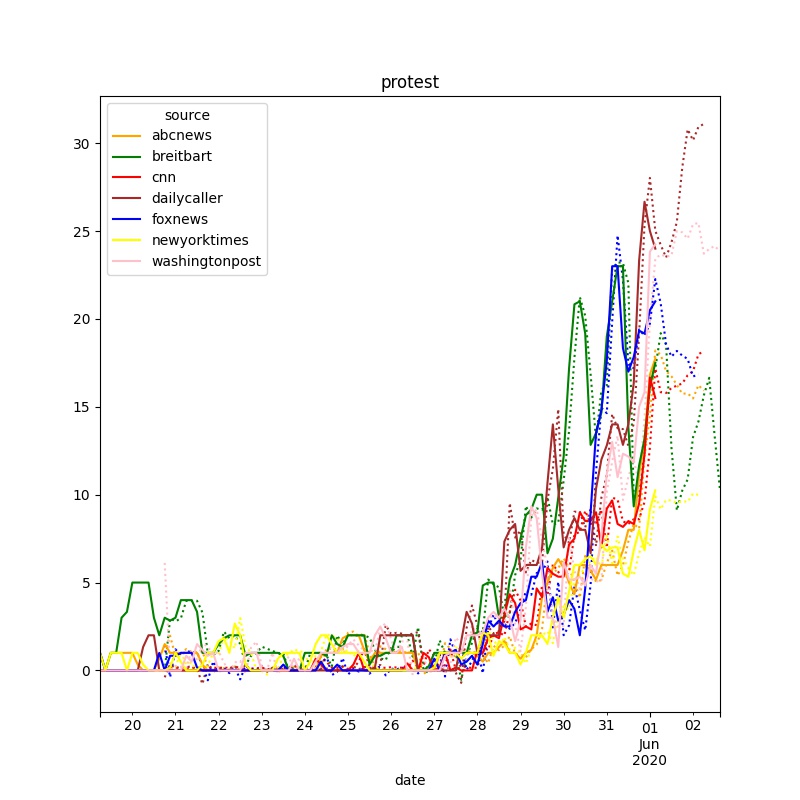 protest
source
abcnews
breitbart
cnn
dailycaller
foxnews
newyorktimes
washingtonpost
30
25
20
15
10
5
0
20 21 22 23 24 25 26 27 28 29 30 31 01 02
Jun
2020
date